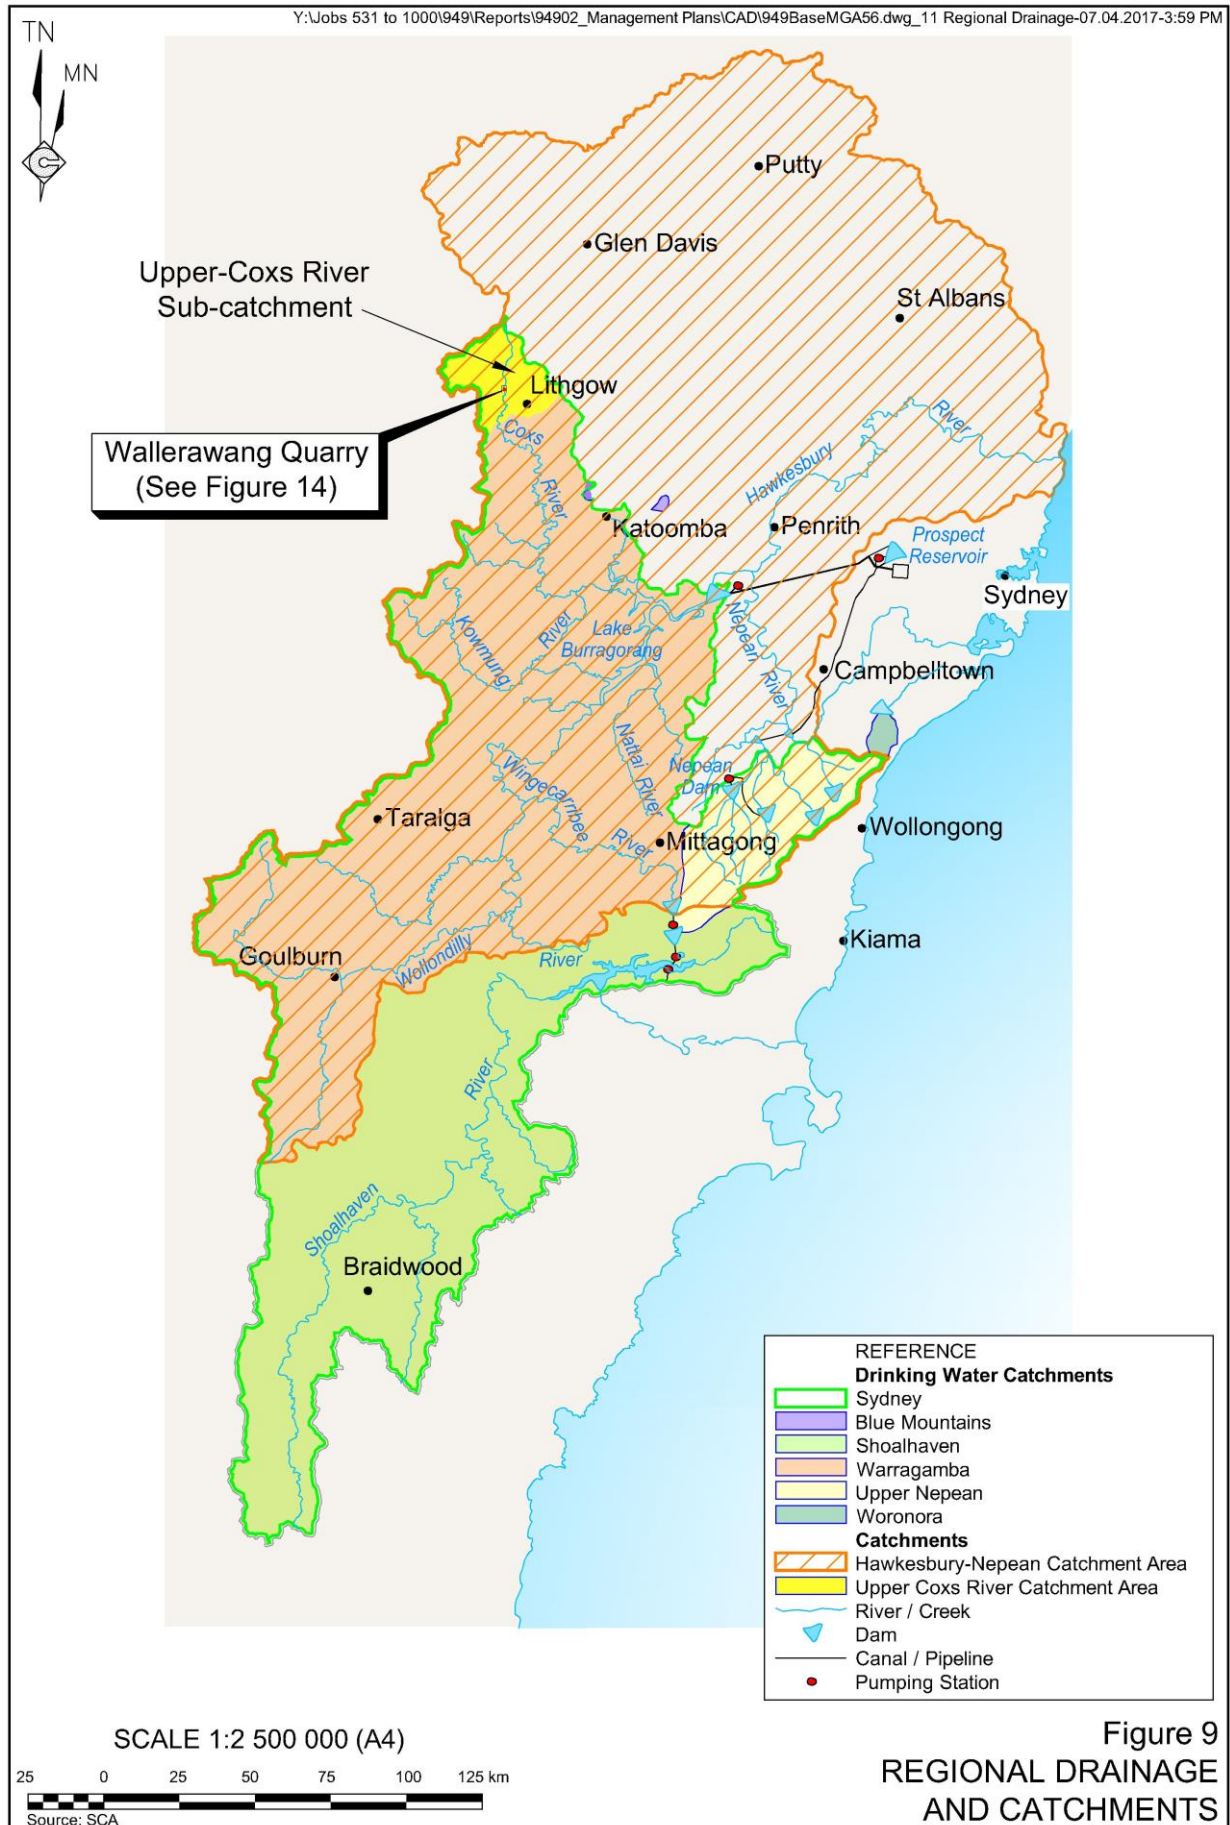 Y:\Jobs 531 to 1000\949\Reports\94902_Management Plans\CAD\949BaseMGA56.dwg_11 Regional Drainage-07.04.2017-3:59 PM
TN
MN
Putty
Glen Davis
Upper-Coxs River
Sub-catchment
St Albans
Lithgow
Wallerawang Quarry
(See Figure 14)
Coxs
River
Hawkesbury
River
Katoomba
Penrith
Prospect
Reservoir
Sydney
Kowmung
River
Lake
Burragorang
Nepean
River
Campbelltown
Nattai River
Wingecarribee
River
Nepean
Dam
Taralga
Mittagong
Wollongong
Kiama
Goulburn
Wollondilly
River
River
Shoalhaven
Braidwood
REFERENCE
Drinking Water Catchments
Sydney
Blue Mountains
Shoalhaven
Warragamba
Upper Nepean
Woronora
Catchments
Hawkesbury-Nepean Catchment Area
Upper Coxs River Catchment Area
River / Creek
Dam
Canal / Pipeline
Pumping Station
SCALE 1:2 500 000 (A4)
25 0 25 50 75 100 125 km
Source: SCA
Figure 9
REGIONAL DRAINAGE
AND CATCHMENTS